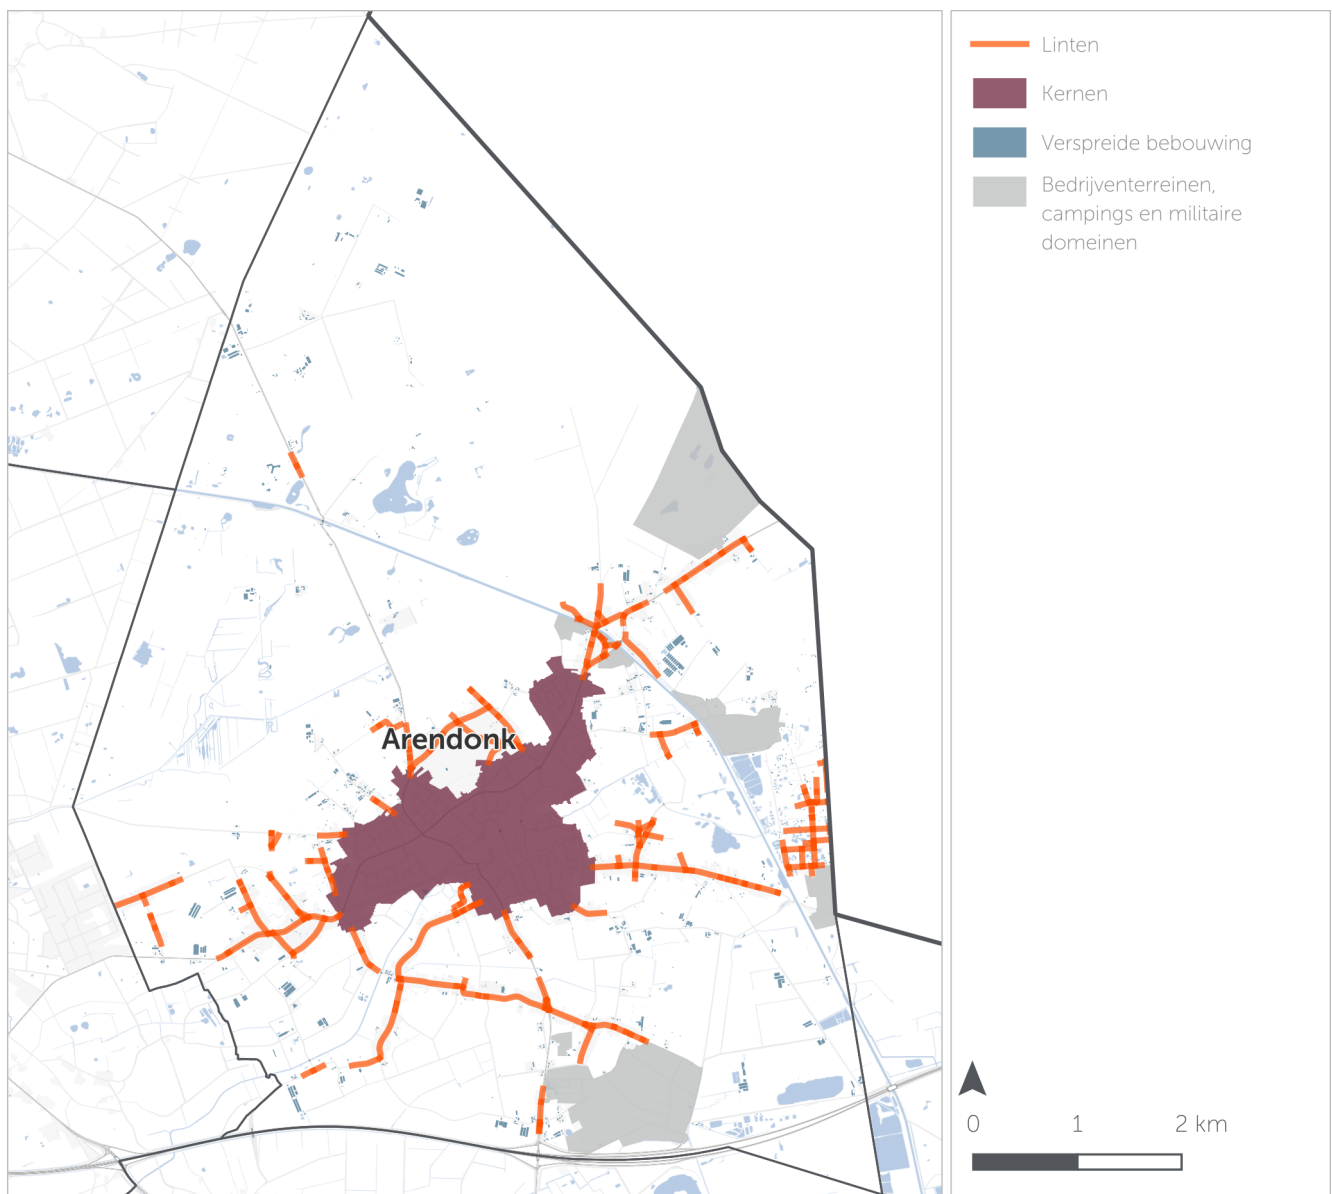 Linten
Kernen
Verspreide bebouwing
Bedrijventerreinen,
campings en militaire
domeinen
Arendonk
0 1 2 km